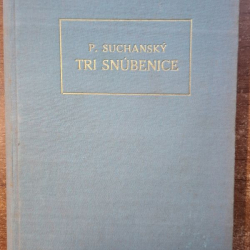 P. SUCHANSKÝ
TRI SNÚBENICE